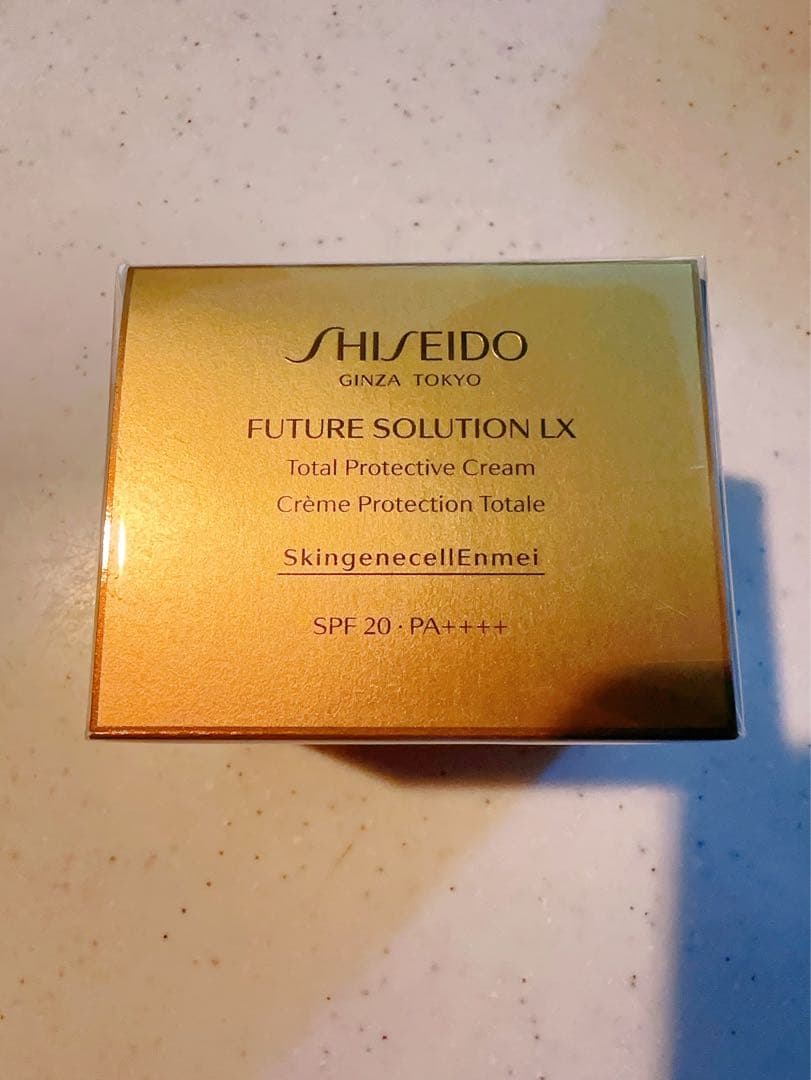 SHISEIDO
GINZA TOKYO
FUTURE SOLUTION LX
Total Protective Cream
Crème Protection Totale
SkingenecellEnmei
SPF 20 · PA++++